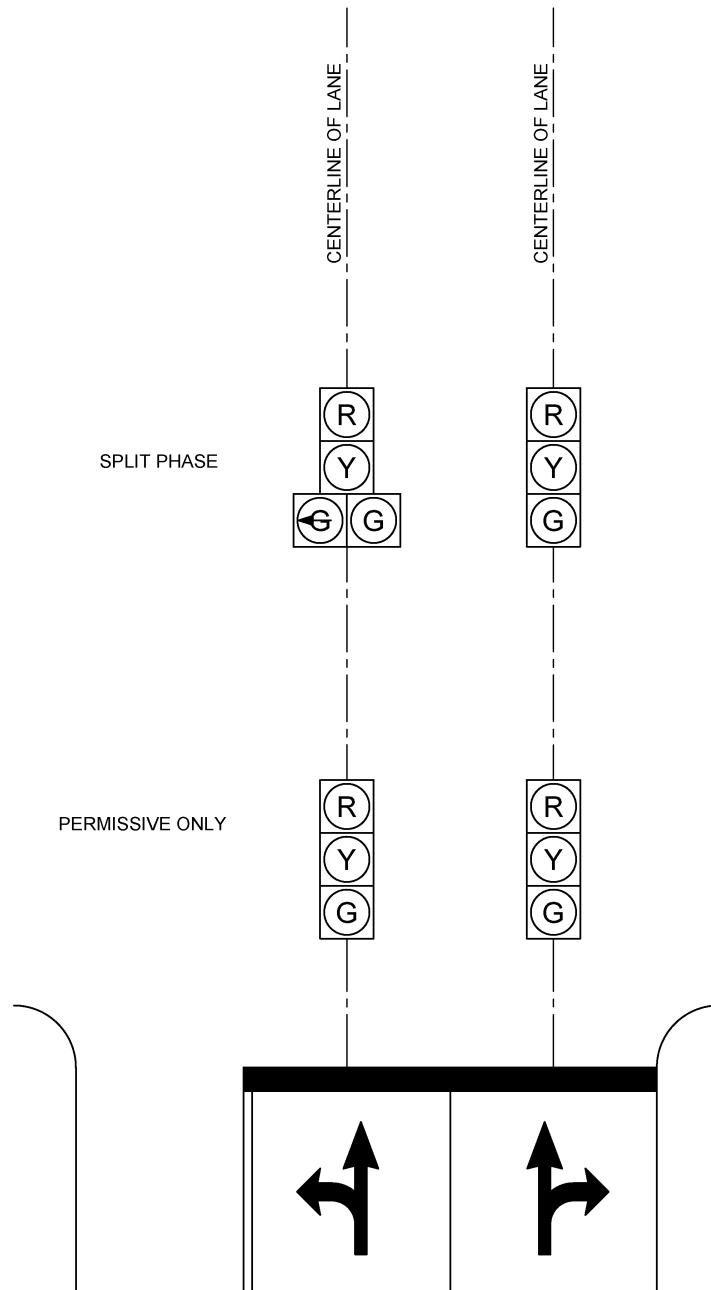 CENTERLINE OF LANE
CENTERLINE OF LANE
R
R
SPLIT PHASE
Y
Y
G G
G
R
R
PERMISSIVE ONLY
Y
Y
G
G